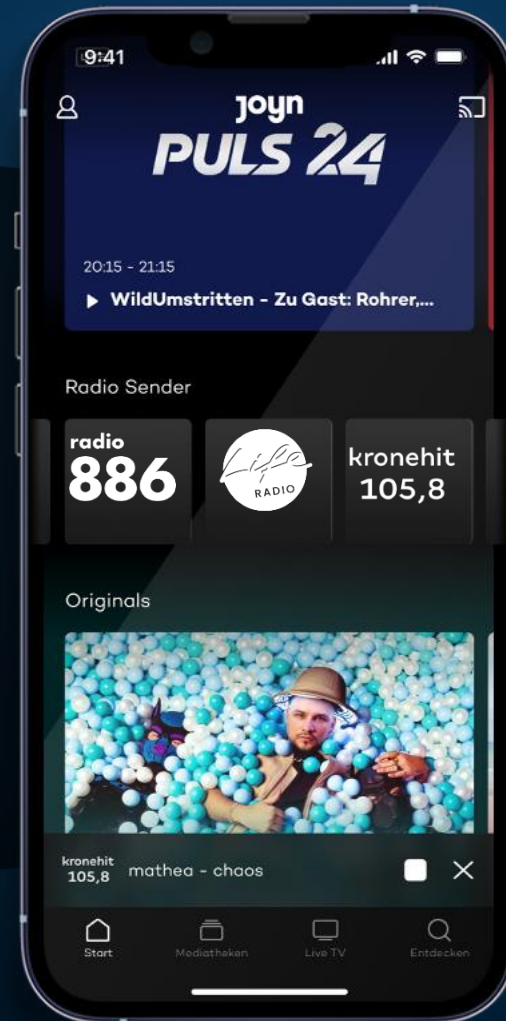 9:41
joyn
PULS 24
20:15 - 21:15
WildUmstritten - Zu Gast: Rohrer,...
Radio Sender
radio
886
Life
RADIO
kronehit
105,8
Originals
kronehit
105,8
mathea - chaos
Start
Mediatheken
Live TV
Entdecken